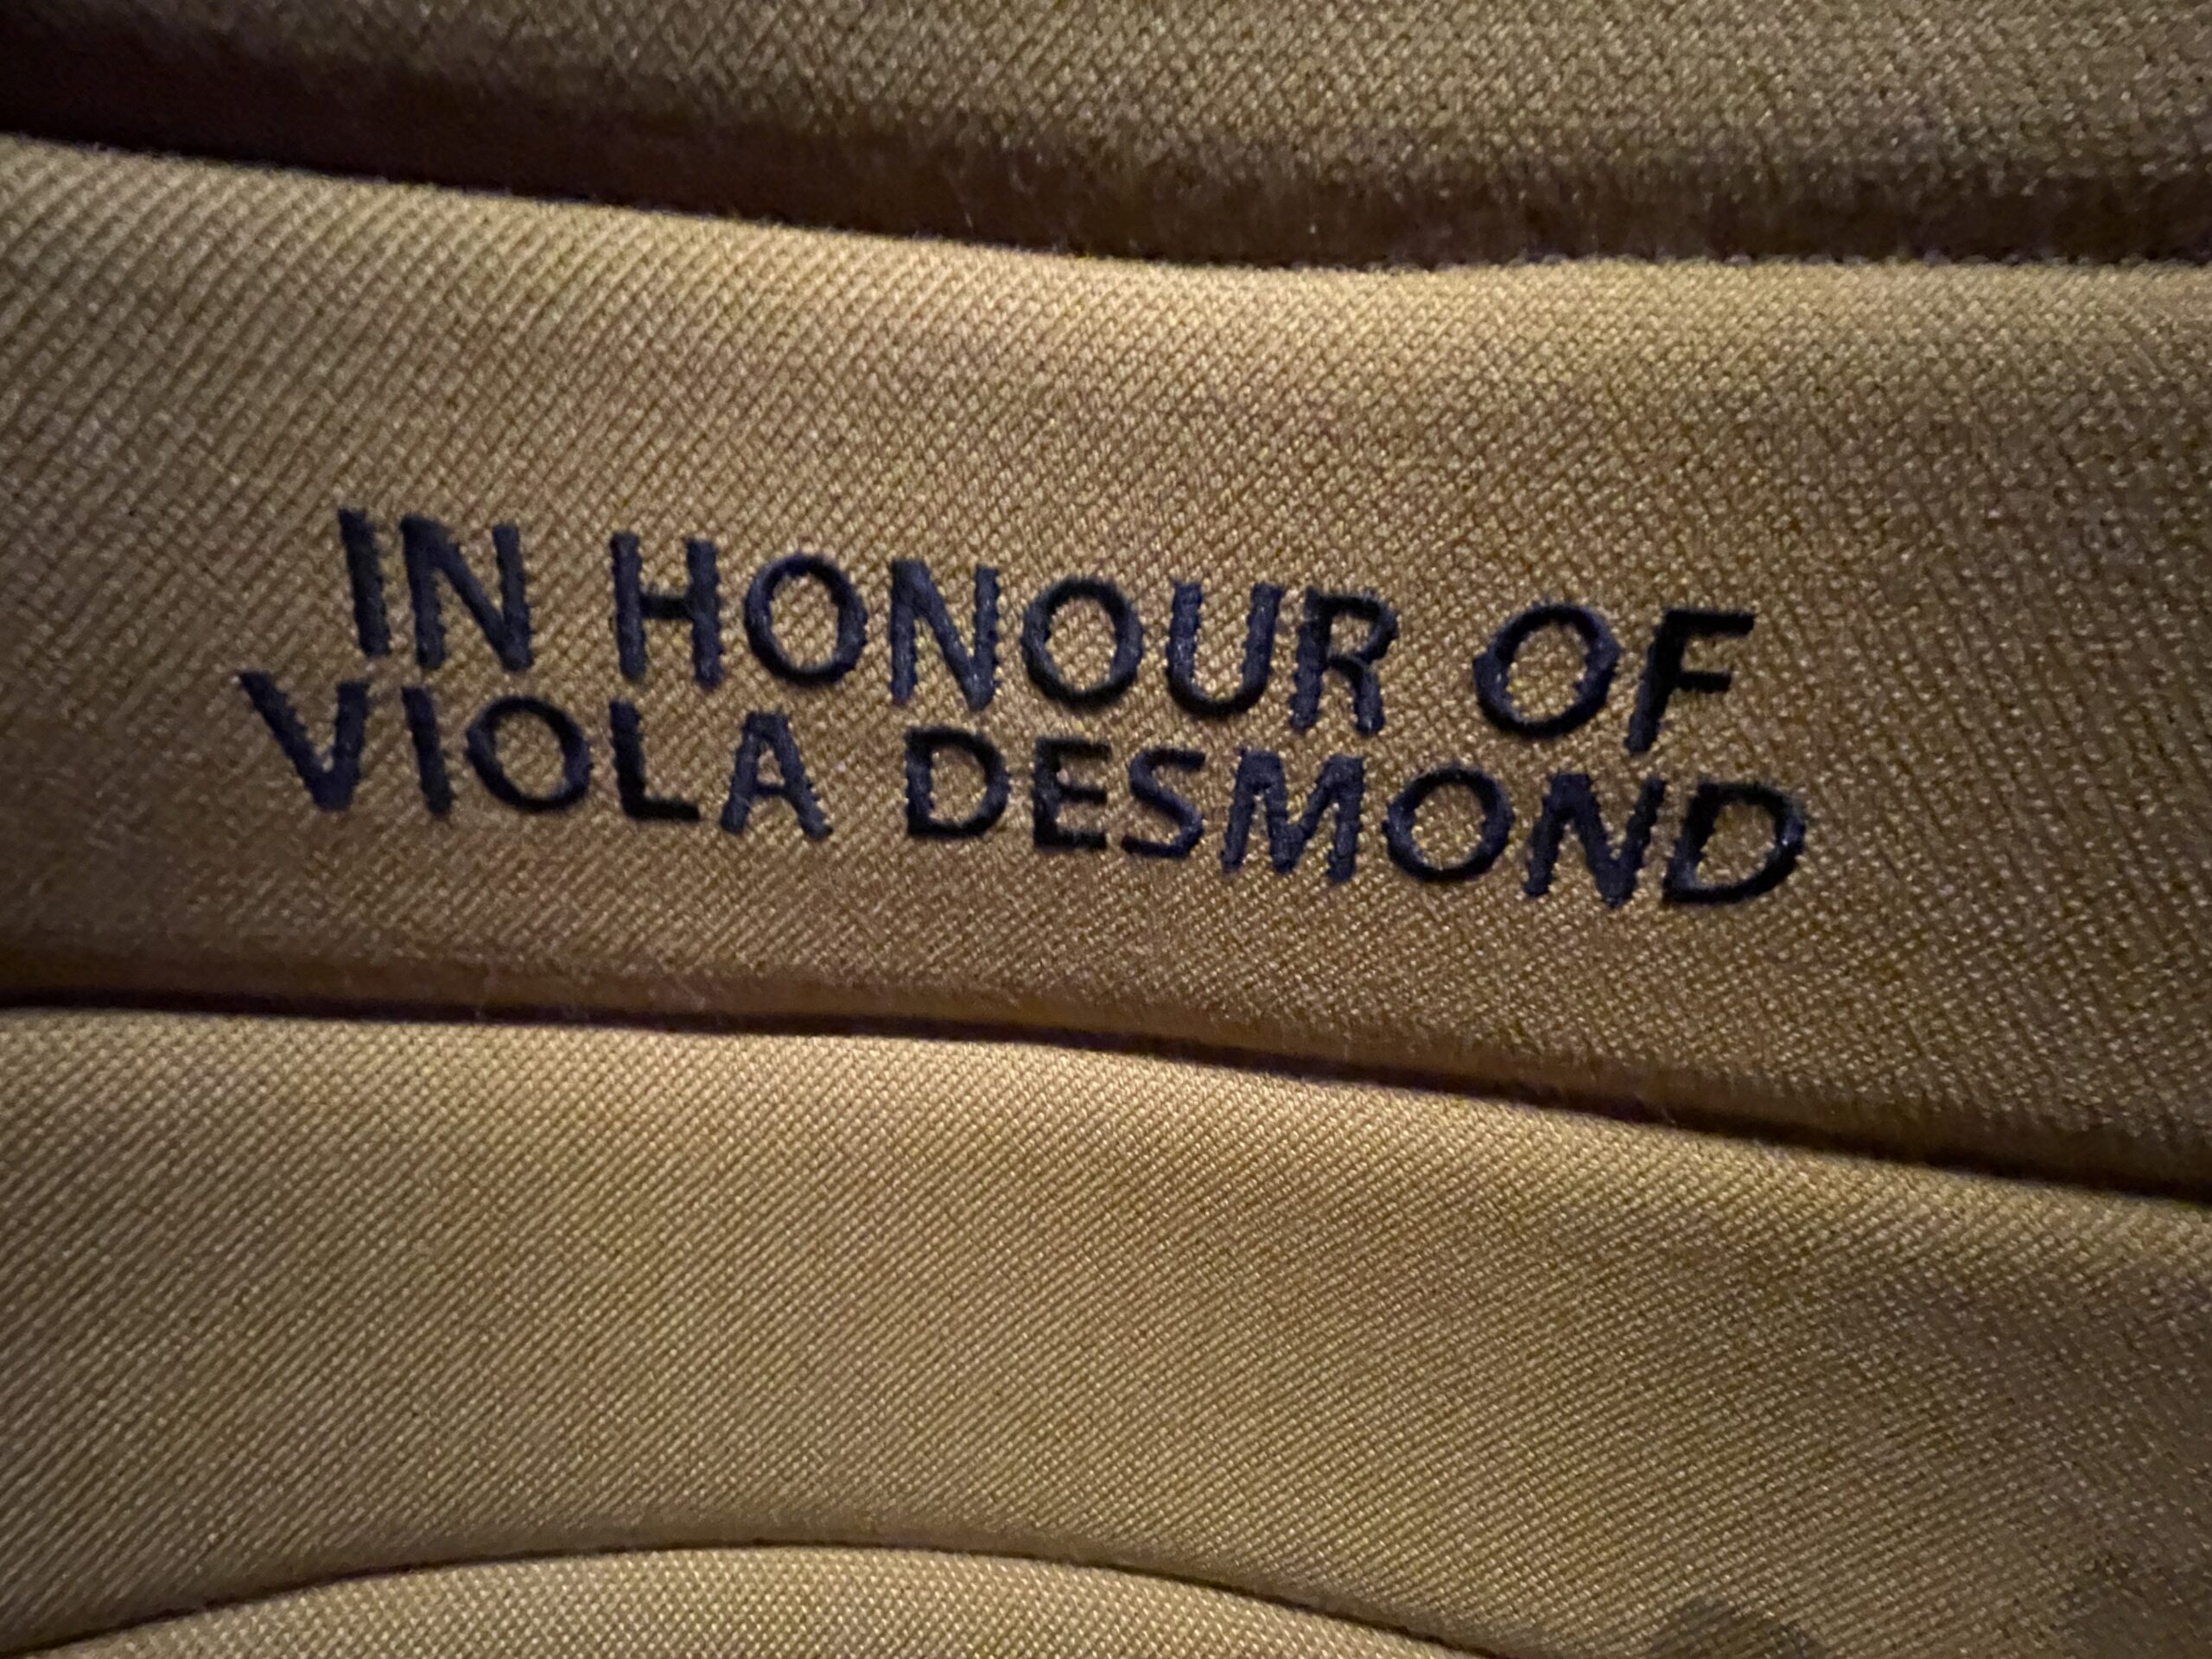 IN HONOUR OF
VIOLA DESMOND